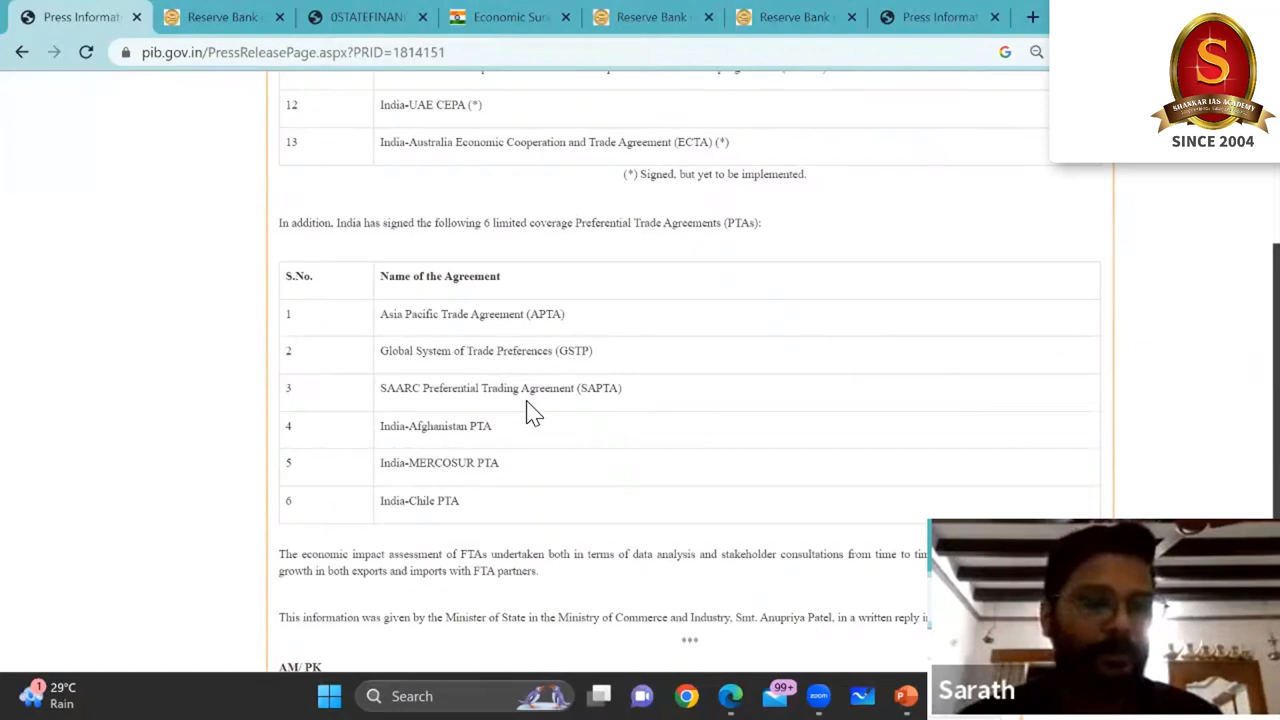 Press Informat
Reserve Bank
0STATEFINAN
Economic Sur
Reserve Bank
Reserve Bank
Press Informat
pib.gov.in/PressReleasePage.aspx?PRID=1814151
G
S
SHANKAR IAS ACADEMY
SINCE 2004
12 India-UAE CEPA (*)
13 India-Australia Economic Cooperation and Trade Agreement (ECTA) (*)
(*) Signed, but yet to be implemented.
In addition, India has signed the following 6 limited coverage Preferential Trade Agreements (PTAs):
S.No. Name of the Agreement
1 Asia Pacific Trade Agreement (APTA)
2 Global System of Trade Preferences (GSTP)
3 SAARC Preferential Trading Agreement (SAPTA)
4 India-Afghanistan PTA
5 India-MERCOSUR PTA
6 India-Chile PTA
The economic impact assessment of FTAs undertaken both in terms of data analysis and stakeholder consultations from time to tim
growth in both exports and imports with FTA partners.
This information was given by the Minister of State in the Ministry of Commerce and Industry, Smt. Anupriya Patel, in a written reply i
***
AM/ PK
Sarath
1
29°C
Rain
Search
99+
zoom